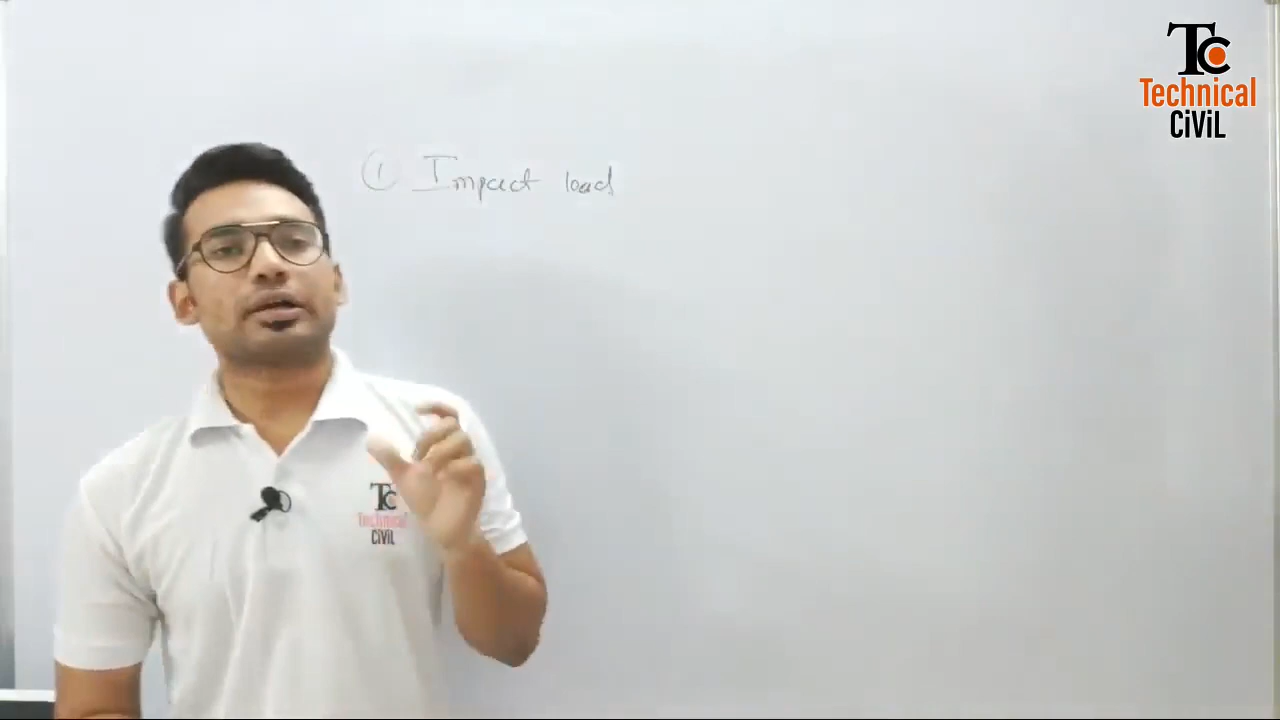 Tc
Technical
CiViL
① Impact load
Tc
Technical
CiViL